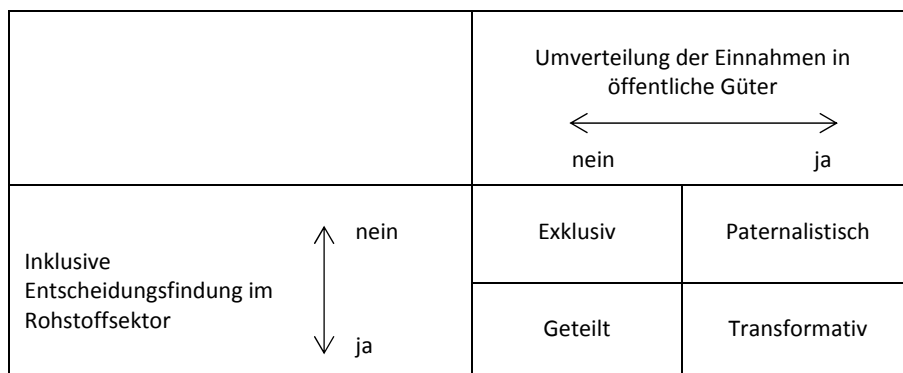 Umverteilung der Einnahmen in
öffentliche Güter
nein ja
Inklusive
Entscheidungsfindung im
Rohstoffsektor
nein
ja
Exklusiv Paternalistisch
Geteilt Transformativ